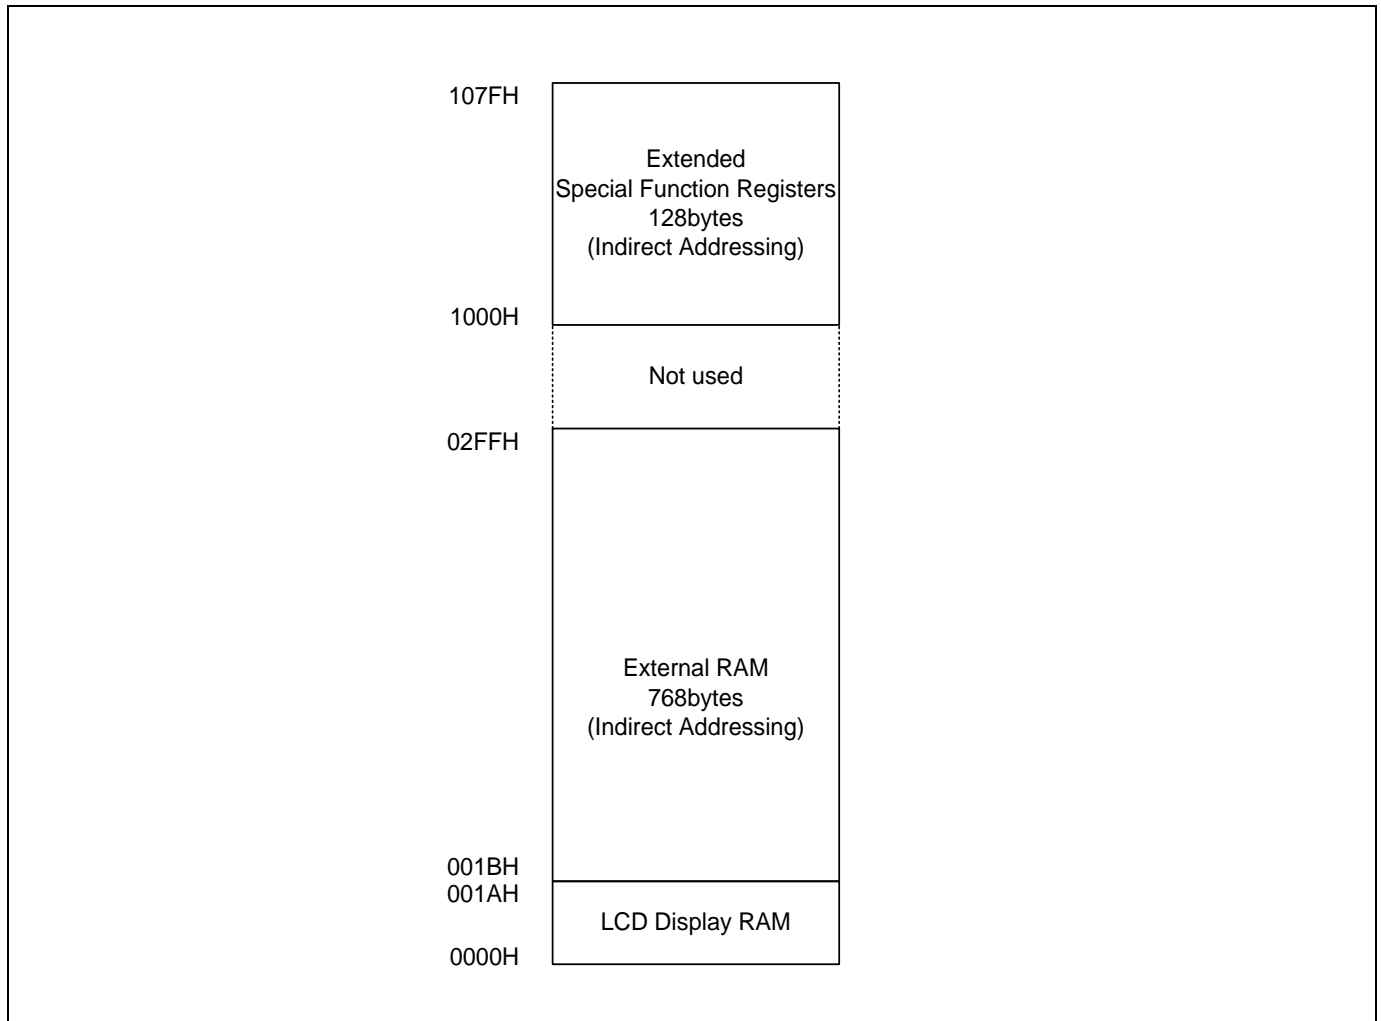 107FH
Extended
Special Function Registers
128bytes
(Indirect Addressing)
1000H
Not used
02FFH
External RAM
768bytes
(Indirect Addressing)
001BH
001AH
LCD Display RAM
0000H